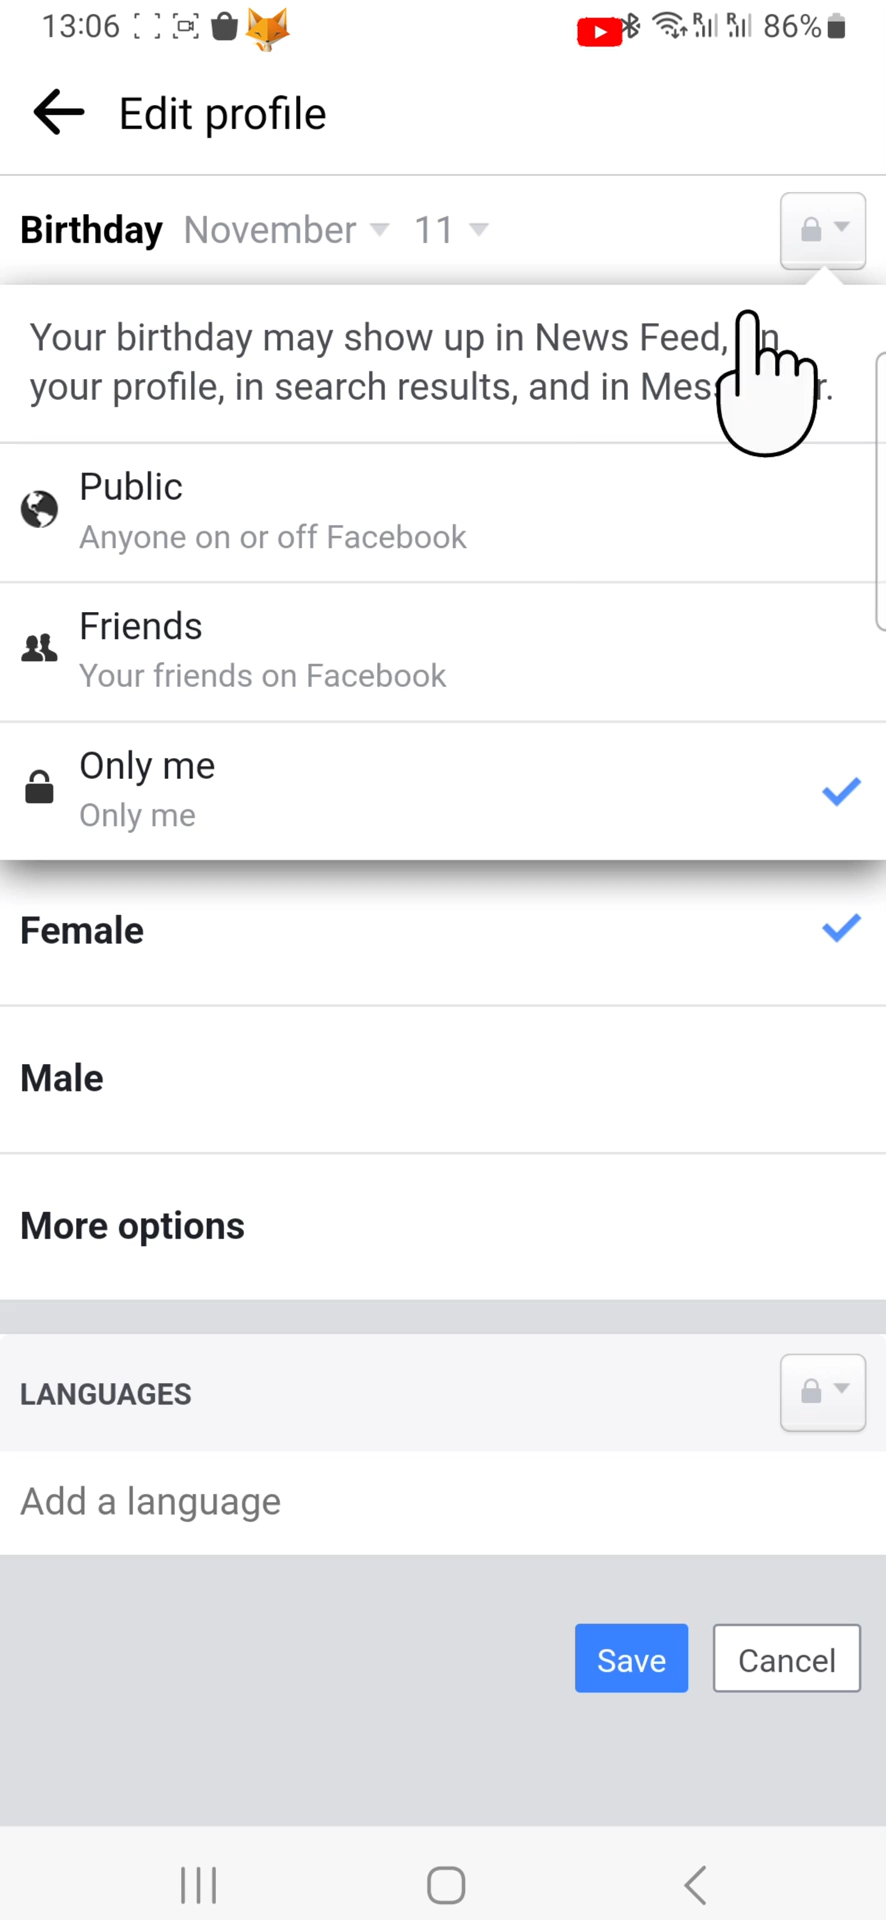 13:06 86%
Edit profile
Birthday November 11
Your birthday may show up in News Feed,
your profile, in search results, and in
Public
Anyone on or off Facebook
Friends
Your friends on Facebook
Only me
Only me
Female
Male
More options
LANGUAGES
Add a language
Save Cancel